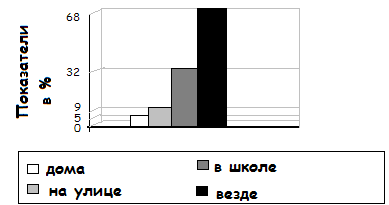 Показатели
в %
68
32
9
5
0
дома
в школе
на улице
везде